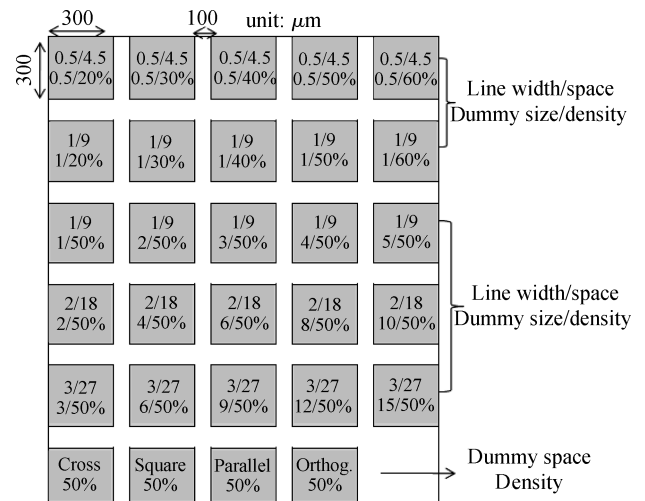 300 100 unit: μm
300
0.5/4.5 0.5/4.5 0.5/4.5 0.5/4.5 0.5/4.5
0.5/20% 0.5/30% 0.5/40% 0.5/50% 0.5/60%
Line width/space
Dummy size/density
1/9 1/9 1/9 1/9 1/9
1/20% 1/30% 1/40% 1/50% 1/60%
1/9 1/9 1/9 1/9 1/9
1/50% 2/50% 3/50% 4/50% 5/50%
Line width/space
Dummy size/density
2/18 2/18 2/18 2/18 2/18
2/50% 4/50% 6/50% 8/50% 10/50%
3/27 3/27 3/27 3/27 3/27
3/50% 6/50% 9/50% 12/50% 15/50%
Cross Square Parallel Orthog.
50% 50% 50% 50%
Dummy space
Density